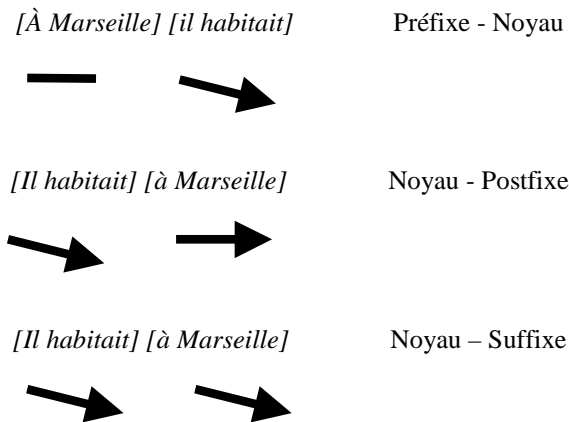 [À Marseille] [il habitait] Préfixe - Noyau
[Il habitait] [à Marseille] Noyau - Postfixe
[Il habitait] [à Marseille] Noyau – Suffixe